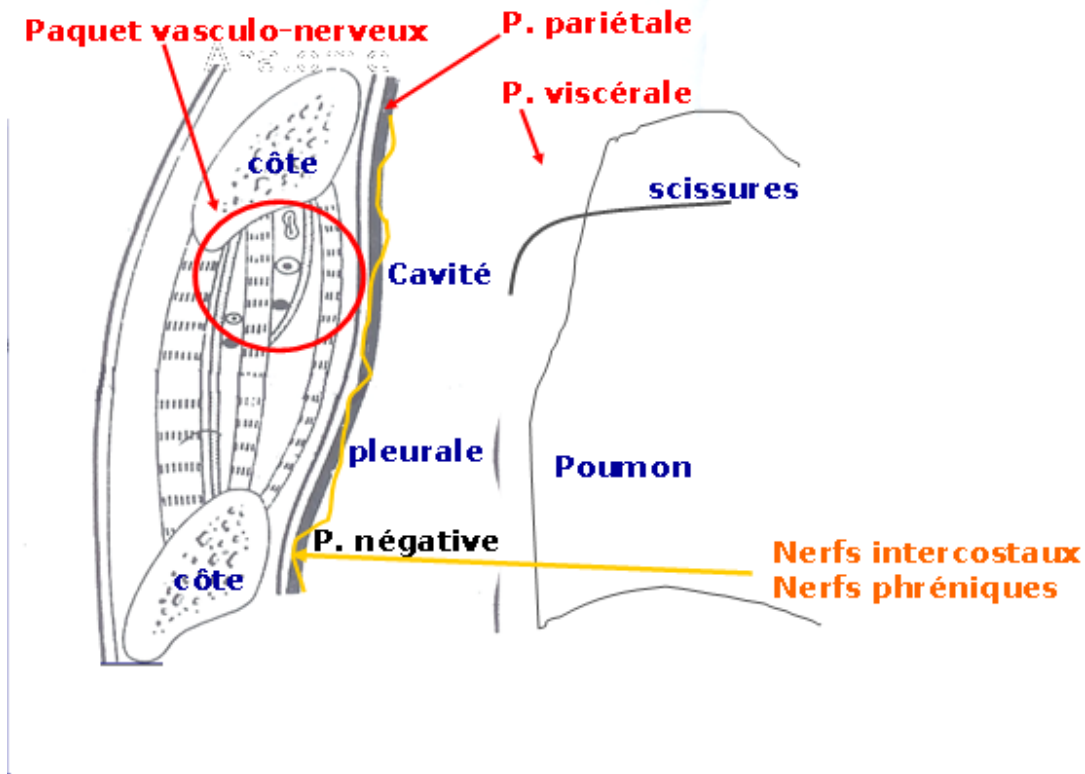 Paquet vasculo-nerveux
P. pariétale
P. viscérale
côte
scissures
Cavité
pleurale
Poumon
P. négative
côte
Nerfs intercostaux
Nerfs phréniques